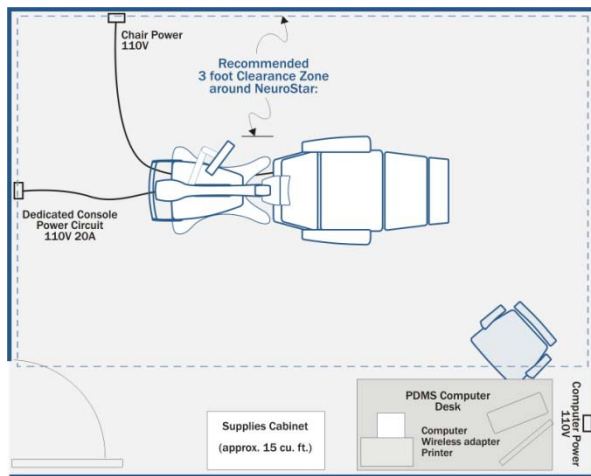 Chair Power
110V
Recommended
3 foot Clearance Zone
around NeuroStar:
Dedicated Console
Power Circuit
110V 20A
PDMS Computer
Desk
Computer
Wireless adapter
Printer
Supplies Cabinet
(approx. 15 cu. ft.)
Computer Power
110V